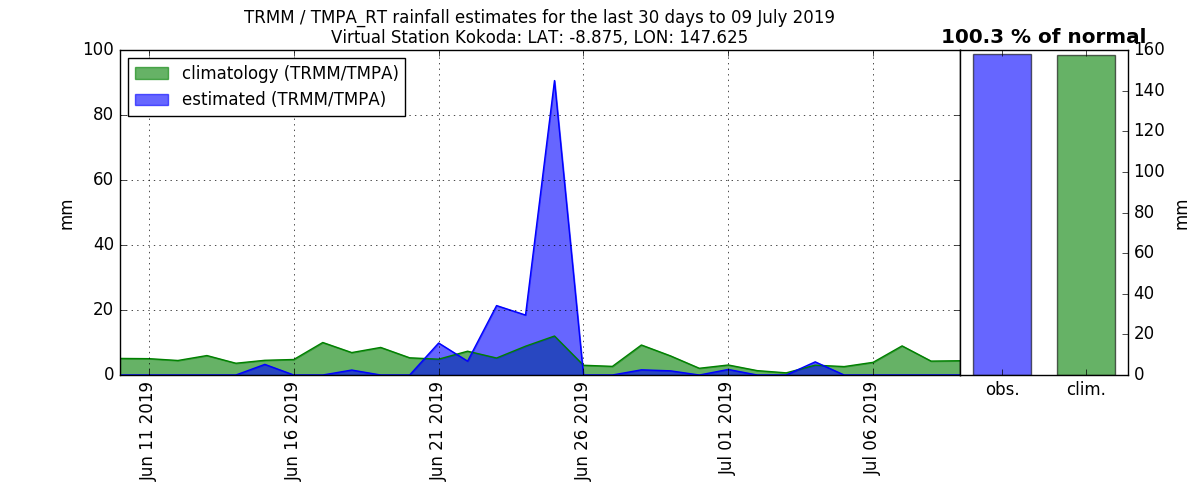 TRMM / TMPA_RT rainfall estimates for the last 30 days to 09 July 2019
Virtual Station Kokoda: LAT: -8.875, LON: 147.625
100.3 % of normal
climatology (TRMM/TMPA)
estimated (TRMM/TMPA)
100
80
60
40
20
0
mm
Jun 11 2019
Jun 16 2019
Jun 21 2019
Jun 26 2019
Jul 01 2019
Jul 06 2019
160
140
120
100
80
60
40
20
0
mm
obs.
clim.